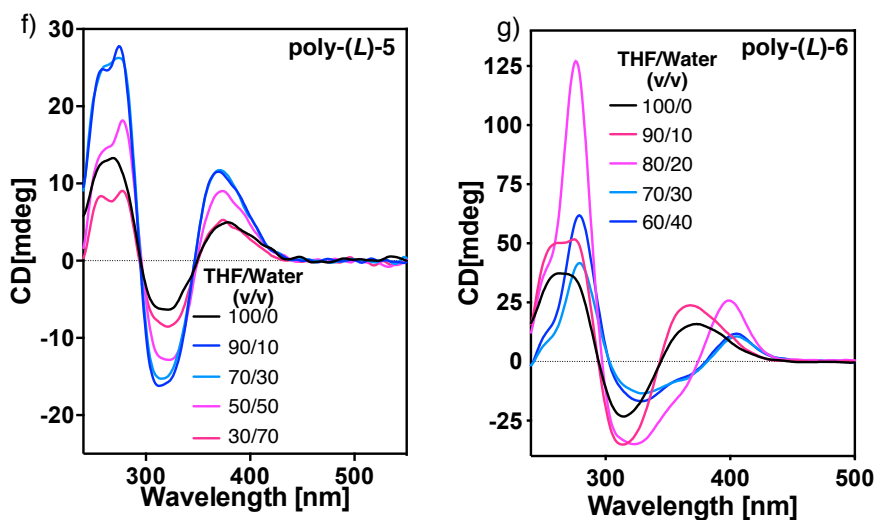 f)
poly-(L)-5
30
20
10
0
-10
-20
CD[mdeg]
THF/Water
(v/v)
100/0
90/10
70/30
50/50
30/70
300
400
500
Wavelength [nm]
g)
poly-(L)-6
THF/Water
(v/v)
100/0
90/10
80/20
70/30
60/40
125
100
75
50
25
0
-25
CD[mdeg]
300
400
500
Wavelength [nm]